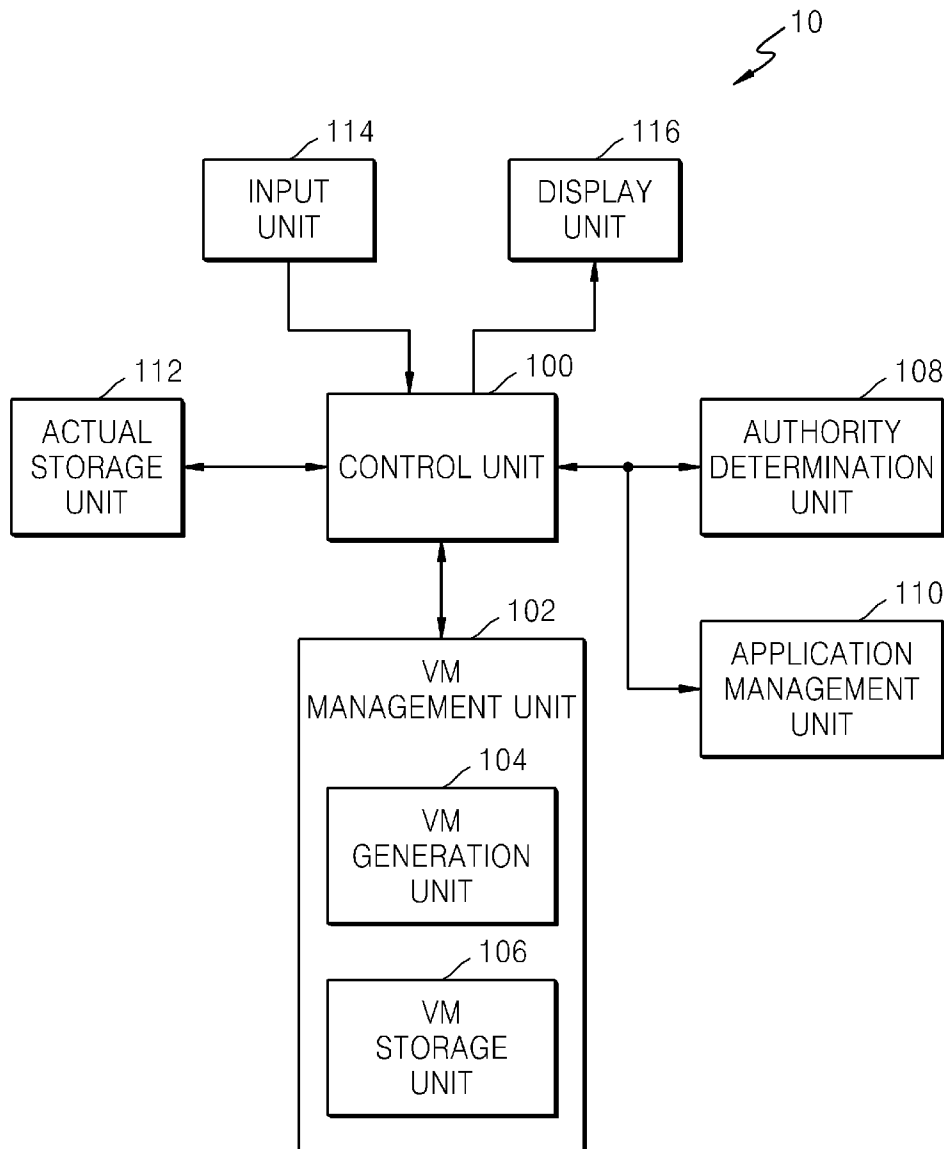 10
114
INPUT
UNIT
116
DISPLAY
UNIT
112
ACTUAL
STORAGE
UNIT
100
CONTROL UNIT
108
AUTHORITY
DETERMINATION
UNIT
110
APPLICATION
MANAGEMENT
UNIT
102
VM
MANAGEMENT UNIT
104
VM
GENERATION
UNIT
106
VM
STORAGE
UNIT